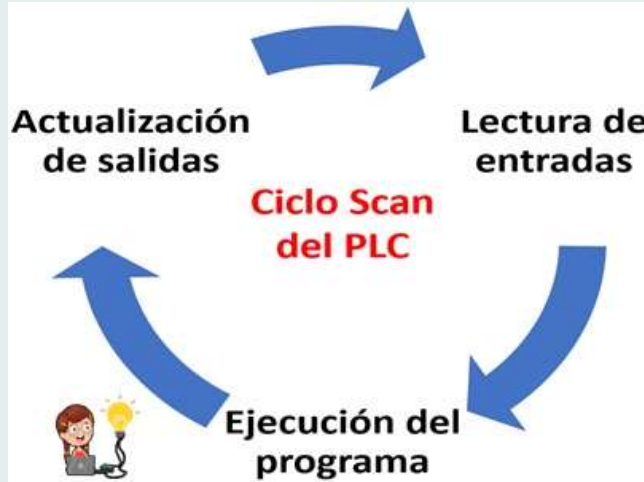 Actualización
de salidas
Lectura de
entradas
Ciclo Scan
del PLC
Ejecución del
programa